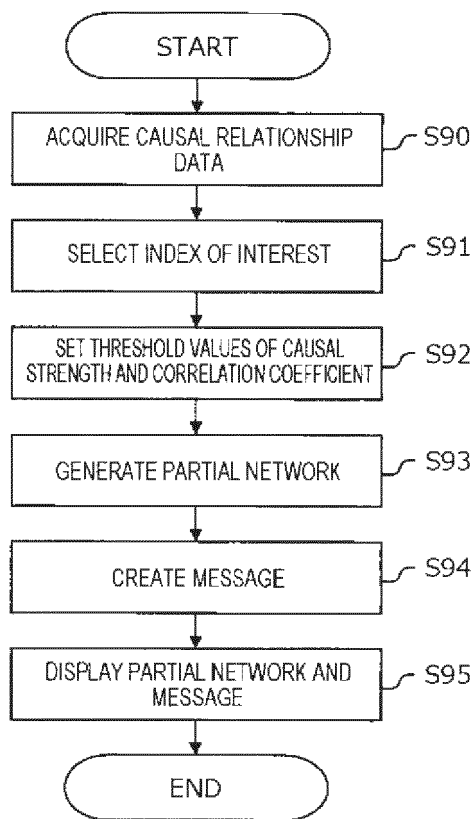 START
ACQUIRE CAUSAL RELATIONSHIP
DATA
S90
SELECT INDEX OF INTEREST
S91
SET THRESHOLD VALUES OF CAUSAL
STRENGTH AND CORRELATION COEFFICIENT
S92
GENERATE PARTIAL NETWORK
S93
CREATE MESSAGE
S94
DISPLAY PARTIAL NETWORK AND
MESSAGE
S95
END